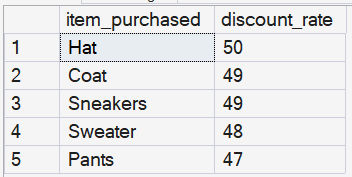 item_purchased discount_rate
1 Hat 50
2 Coat 49
3 Sneakers 49
4 Sweater 48
5 Pants 47